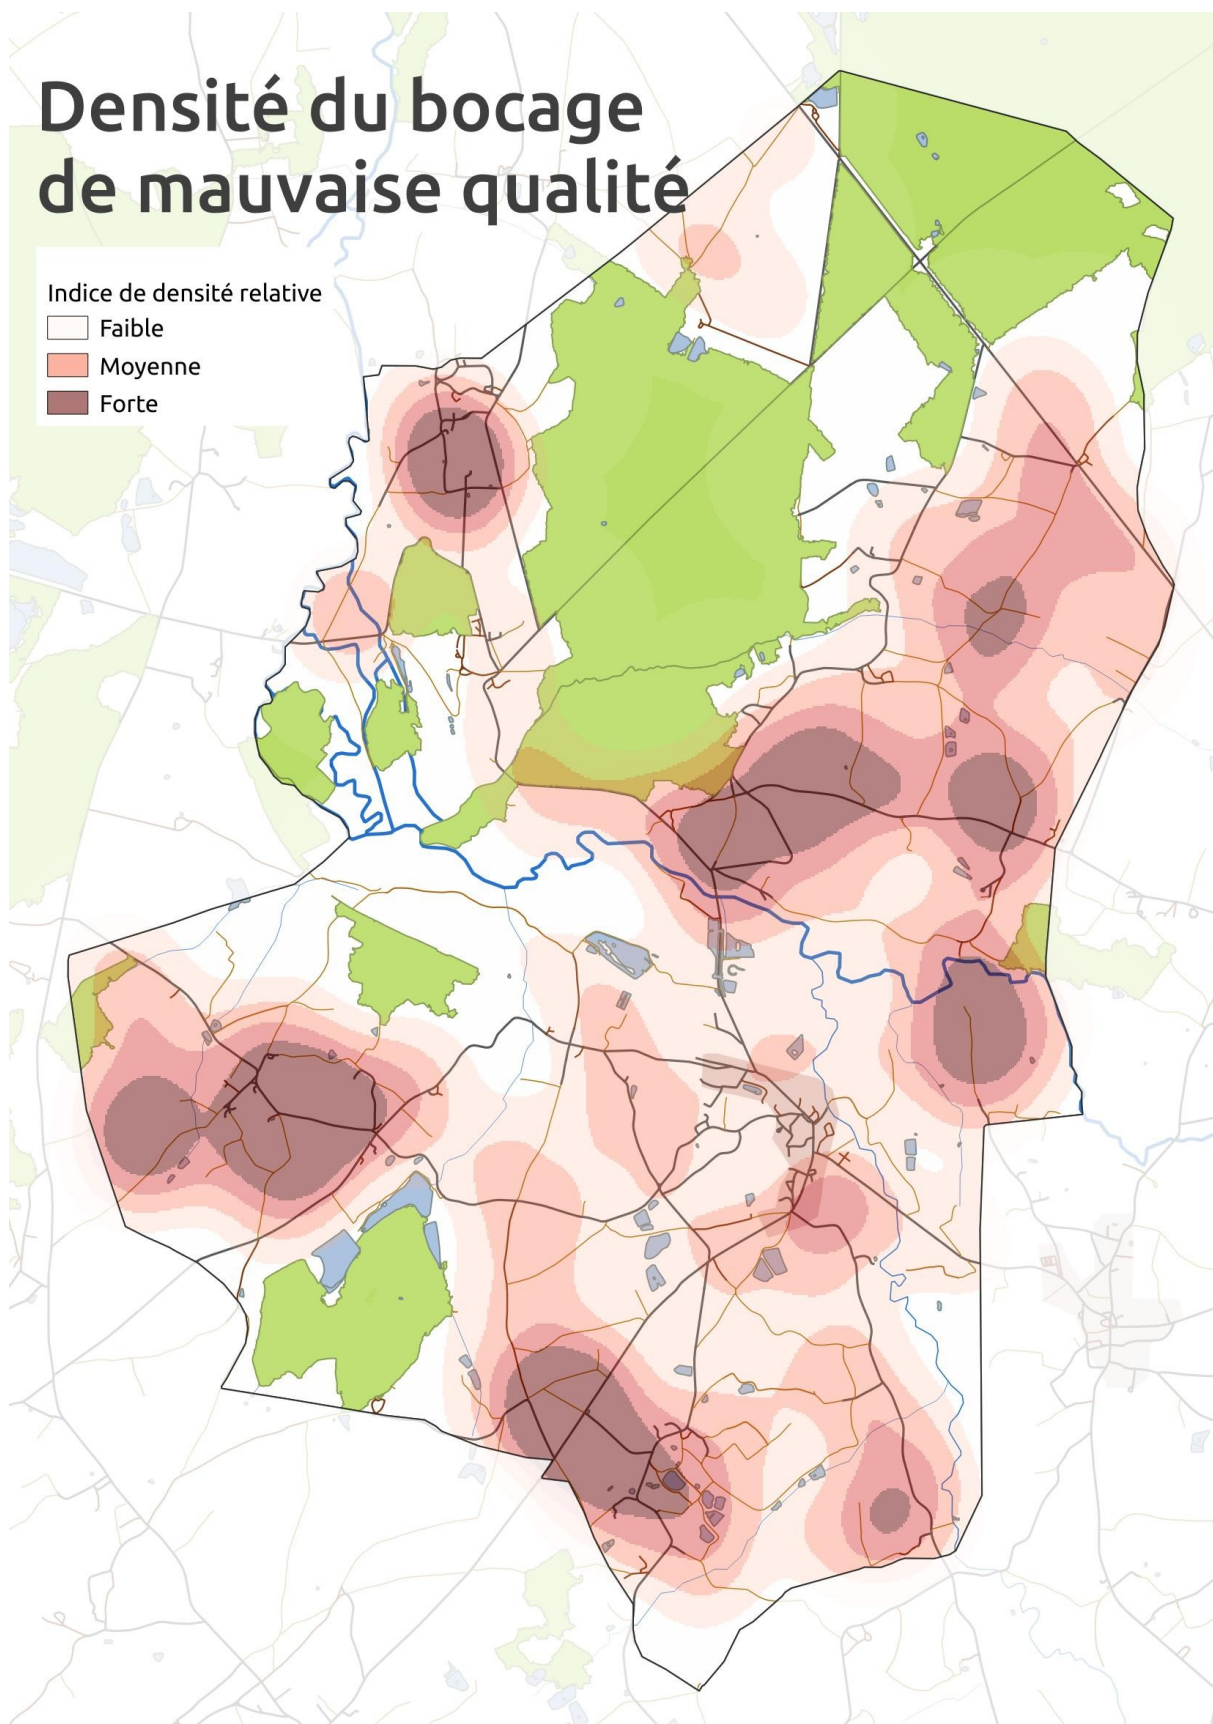 Densité du bocage
de mauvaise qualité
Indice de densité relative
Faible
Moyenne
Forte